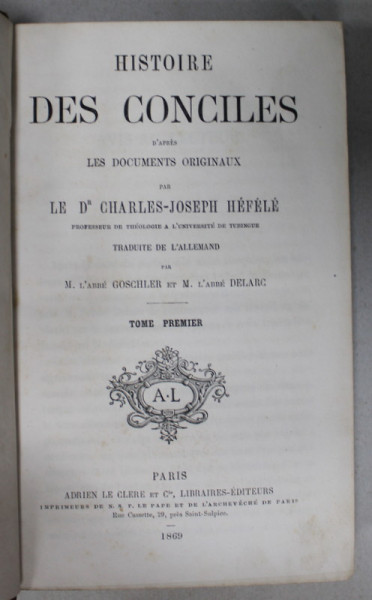 HISTOIRE
DES CONCILES
D'APRÈS
LES DOCUMENTS ORIGINAUX
PAR
LE Dr CHARLES-JOSEPH HÉFÉLÉ
PROFESSEUR DE THÉOLOGIE A L'UNIVERSITÉ DE TUBINGUE
TRADUITE DE L'ALLEMAND
PAR
M. L'ABBÉ GOSCHLER ET M. L'ABBÉ DELARC
TOME PREMIER
A·L
PARIS
ADRIEN LE CLERE ET Cie, LIBRAIRES-ÉDITEURS
IMPRIMEURS DE N. S. P. LE PAPE ET DE L'ARCHEVÊCHÉ DE PARIS
Rue Cassette, 29, près Saint-Sulpice.
1869